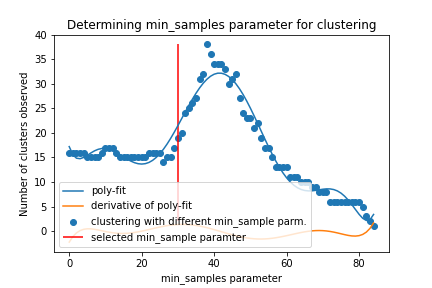 Determining min_samples parameter for clustering
Number of clusters observed
40
35
30
25
20
15
10
5
0
poly-fit
derivative of poly-fit
clustering with different min_sample parm.
selected min_sample paramter
0
20
40
60
80
min_samples parameter